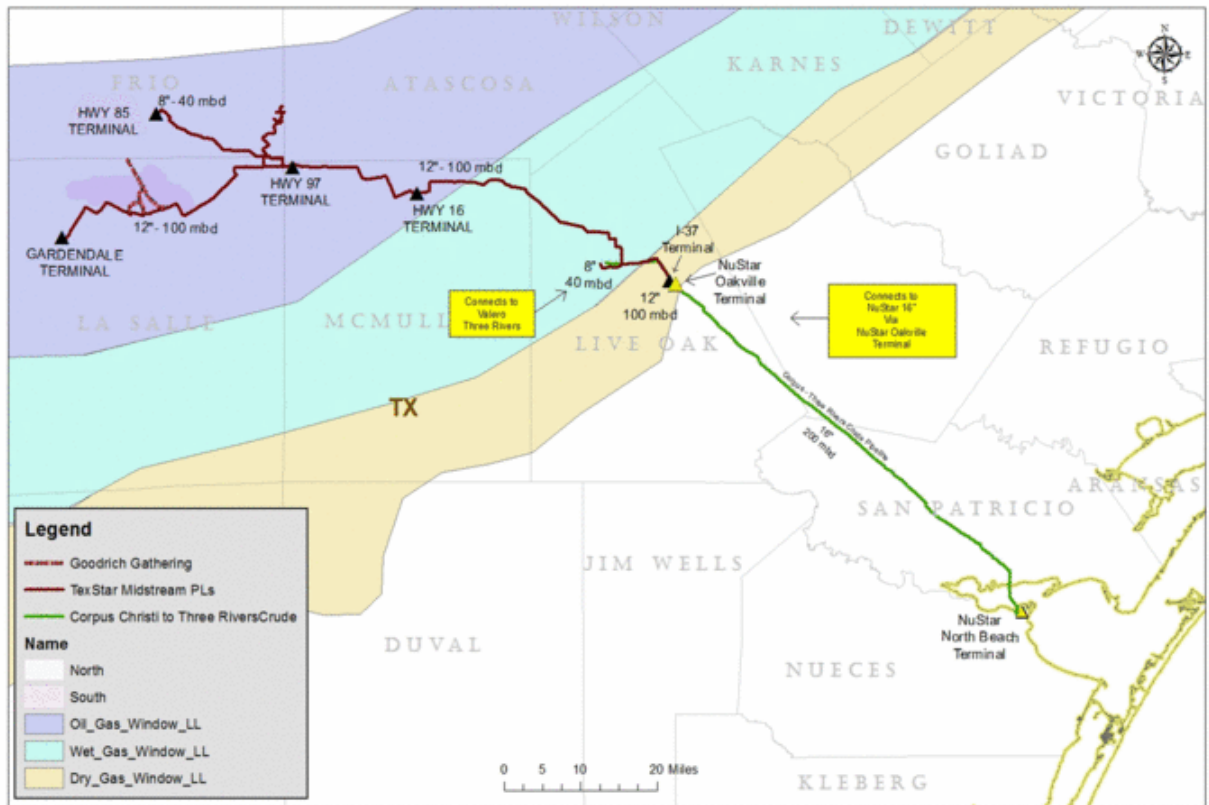 WILSON
DEWITT
KARNES
N
W E
S
FRIO
ATASCOSA
VICTORIA
8"- 40 mbd
HWY 85
TERMINAL
GOLIAD
12"- 100 mbd
HWY 97
TERMINAL
HWY 16
TERMINAL
12"- 100 mbd
GARDENDALE
TERMINAL
I-37
Terminal
NuStar
Oakville
Terminal
8"
40 mbd
12"
100 mbd
Connects to
Valero
Three Rivers
Connects to
NuStar 16"
Via
NuStar Oakville
Terminal
LA SALLE
MCMULL
LIVE OAK
REFUGIO
TX
Corpus - Three Rivers Crude Pipeline
16"
200 mbd
ARANSAS
SAN PATRICIO
JIM WELLS
DUVAL
NuStar
North Beach
Terminal
NUECES
KLEBERG
Legend
Goodrich Gathering
TexStar Midstream PLs
Corpus Christi to Three RiversCrude
Name
North
South
Oil_Gas_Window_LL
Wet_Gas_Window_LL
Dry_Gas_Window_LL
0 5 10 20 Miles